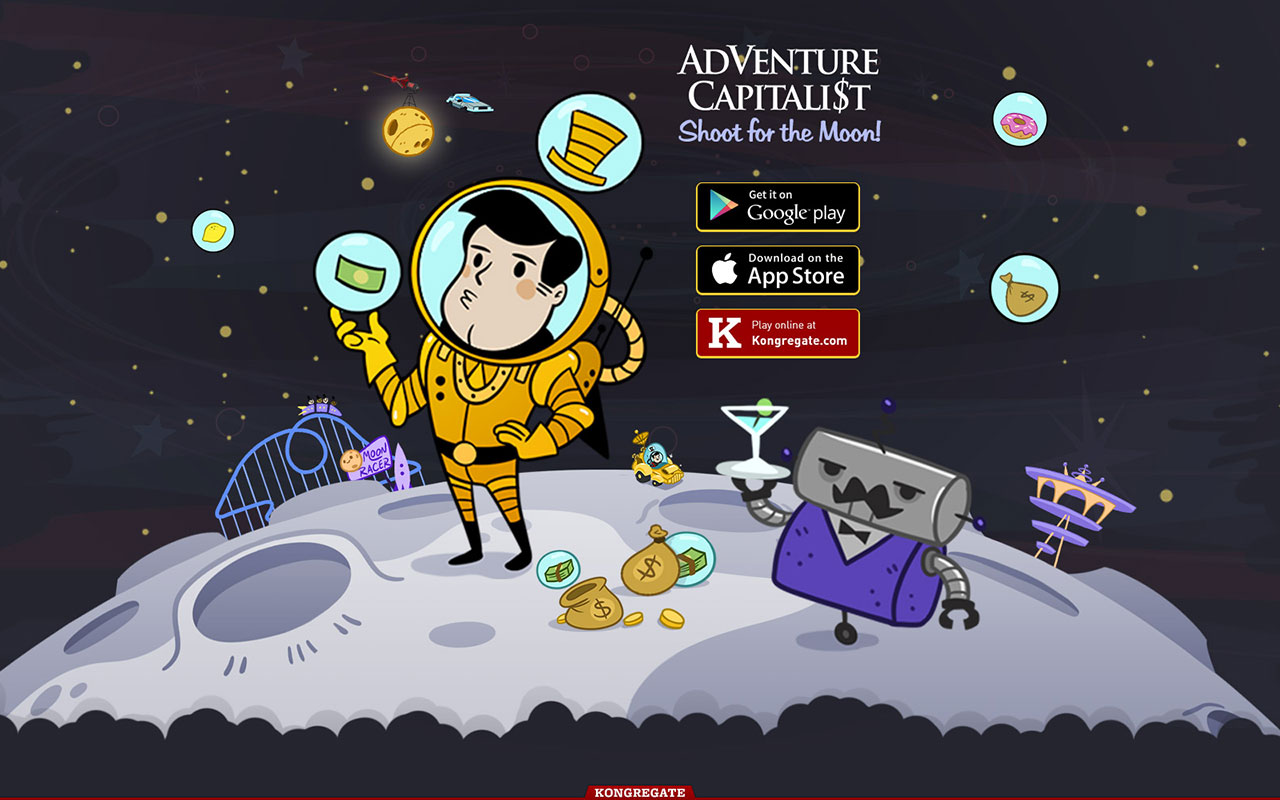 ADVENTURE
CAPITALI$T
Shoot for the Moon!
Get it on
Google play
Download on the
App Store
K
Play online at
Kongregate.com
MOON
RACER
$
$
$
KONGREGATE